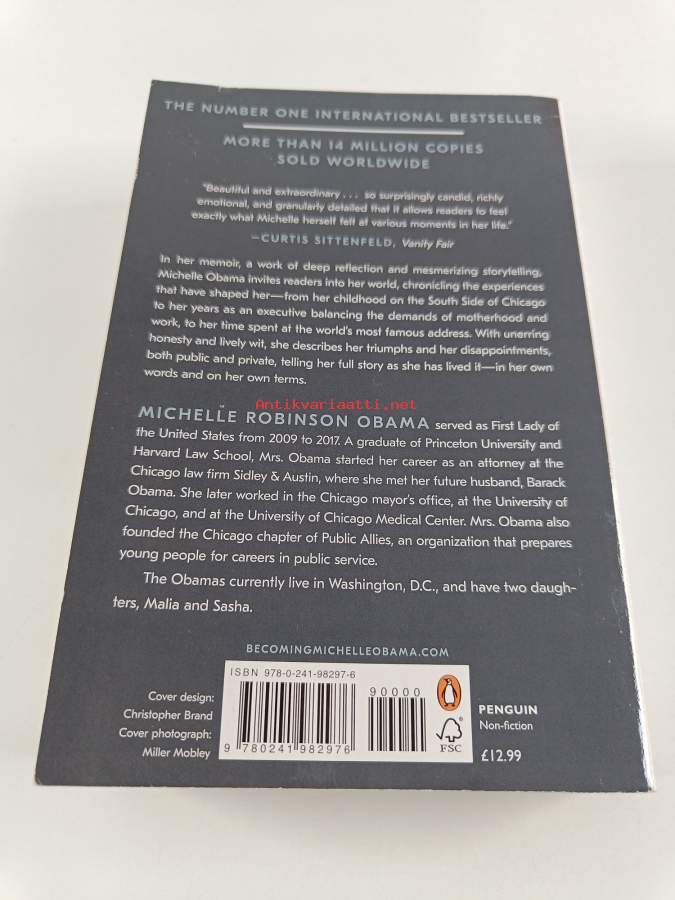 THE NUMBER ONE INTERNATIONAL BESTSELLER
MORE THAN 14 MILLION COPIES
SOLD WORLDWIDE
"Beautiful and extraordinary . . . so surprisingly candid, richly
emotional, and granularly detailed that it allows readers to feel
exactly what Michelle herself felt at various moments in her life."
—CURTIS SITTENFELD, Vanity Fair
In her memoir, a work of deep reflection and mesmerizing storytelling,
Michelle Obama invites readers into her world, chronicling the experiences
that have shaped her—from her childhood on the South Side of Chicago
to her years as an executive balancing the demands of motherhood and
work, to her time spent at the world's most famous address. With unerring
honesty and lively wit, she describes her triumphs and her disappointments,
both public and private, telling her full story as she has lived it—in her own
words and on her own terms.
Antikvariaatti.net
MICHELLE ROBINSON OBAMA served as First Lady of
the United States from 2009 to 2017. A graduate of Princeton University and
Harvard Law School, Mrs. Obama started her career as an attorney at the
Chicago law firm Sidley & Austin, where she met her future husband, Barack
Obama. She later worked in the Chicago mayor's office, at the University of
Chicago, and at the University of Chicago Medical Center. Mrs. Obama also
founded the Chicago chapter of Public Allies, an organization that prepares
young people for careers in public service.
The Obamas currently live in Washington, D.C., and have two daugh-
ters, Malia and Sasha.
BECOMINGMICHELLEOBAMA.COM
Cover design:
Christopher Brand
Cover photograph:
Miller Mobley
ISBN 978-0-241-98297-6
90000
9 780241 982976
FSC
PENGUIN
Non-fiction
£12.99